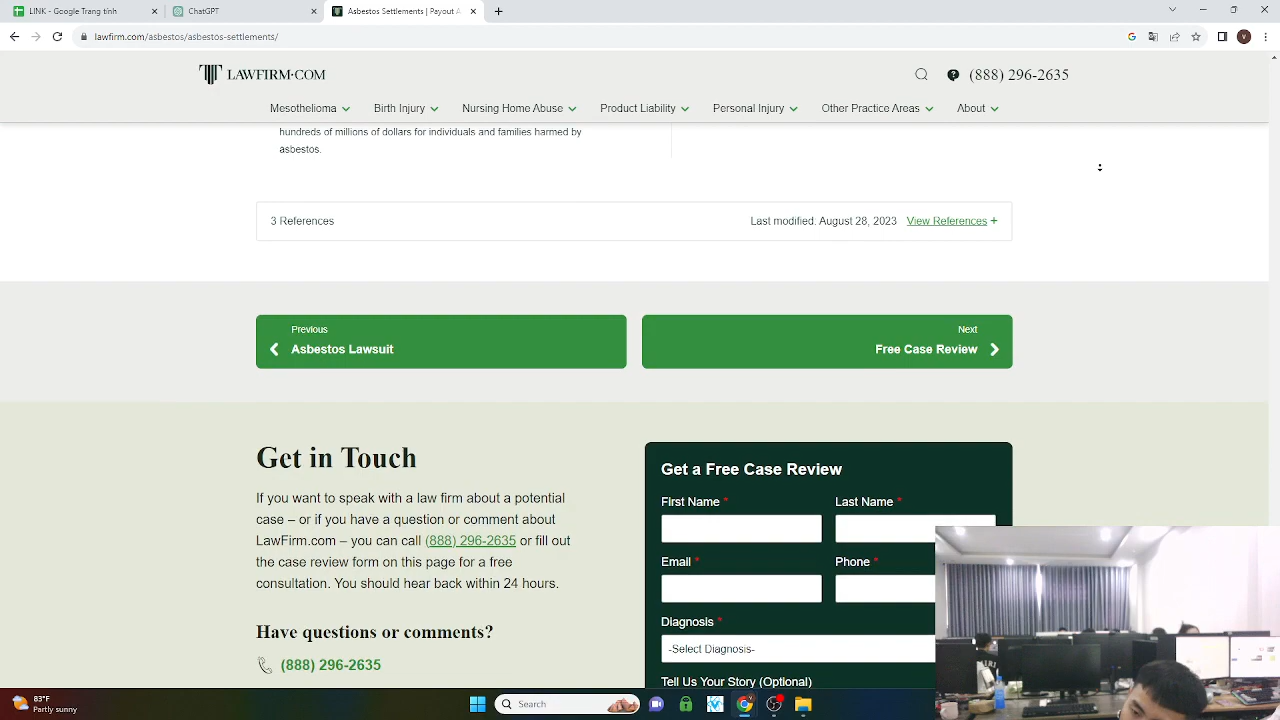 LINK - Google Trang tính
ChatGPT
Asbestos Settlements | Payout A
lawfirm.com/asbestos/asbestos-settlements/
V
LAWFIRM·COM
(888) 296-2635
Mesothelioma
Birth Injury
Nursing Home Abuse
Product Liability
Personal Injury
Other Practice Areas
About
hundreds of millions of dollars for individuals and families harmed by
asbestos.
3 References
Last modified: August 28, 2023
View References +
Previous
Asbestos Lawsuit
Next
Free Case Review
Get in Touch
If you want to speak with a law firm about a potential
case – or if you have a question or comment about
LawFirm.com – you can call (888) 296-2635 or fill out
the case review form on this page for a free
consultation. You should hear back within 24 hours.
Have questions or comments?
(888) 296-2635
Get a Free Case Review
First Name *
Last Name *
Email *
Phone *
Diagnosis *
-Select Diagnosis-
Tell Us Your Story (Optional)
83°F
Partly sunny
Search